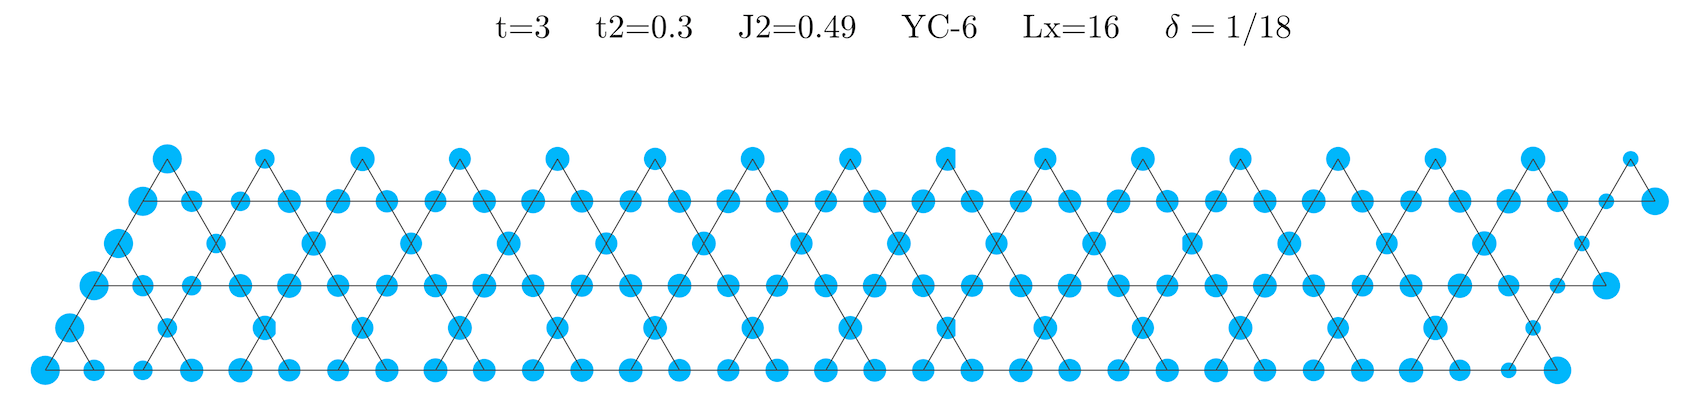 t=3 t2=0.3 J2=0.49 YC-6 Lx=16 δ = 1/18